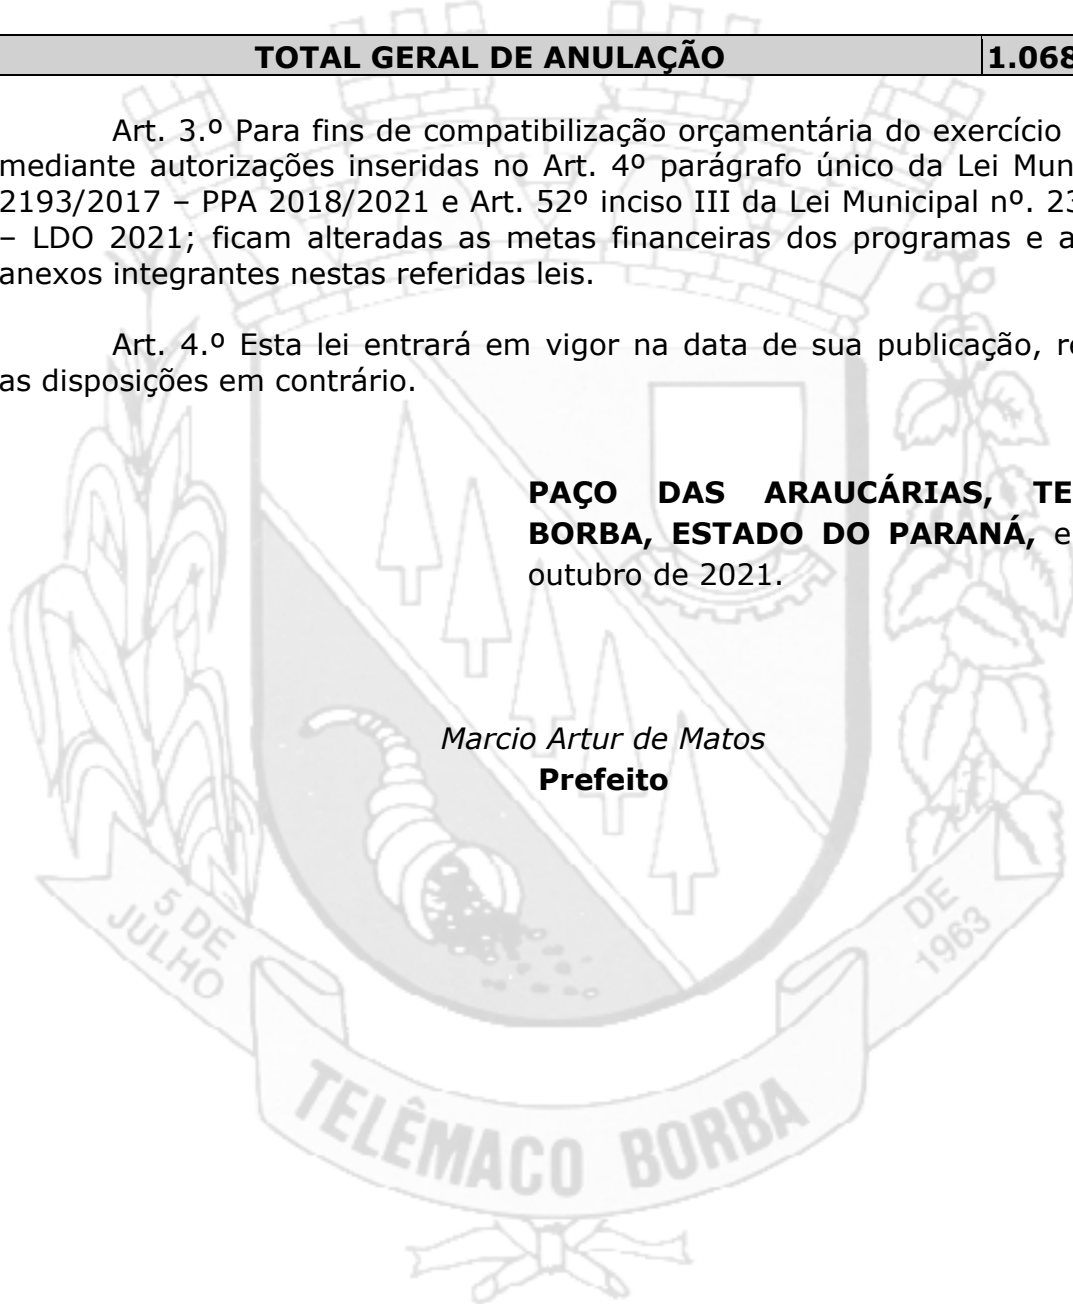 TOTAL GERAL DE ANULAÇÃO 1.068
Art. 3.º Para fins de compatibilização orçamentária do exercício
mediante autorizações inseridas no Art. 4º parágrafo único da Lei Mun
2193/2017 – PPA 2018/2021 e Art. 52º inciso III da Lei Municipal nº. 23
– LDO 2021; ficam alteradas as metas financeiras dos programas e a
anexos integrantes nestas referidas leis.
Art. 4.º Esta lei entrará em vigor na data de sua publicação, re
as disposições em contrário.
PAÇO DAS ARAUCÁRIAS, TE
BORBA, ESTADO DO PARANÁ, e
outubro de 2021.
Marcio Artur de Matos
Prefeito
5 DE
JULHO
DE
1963
TELÊMACO BORBA